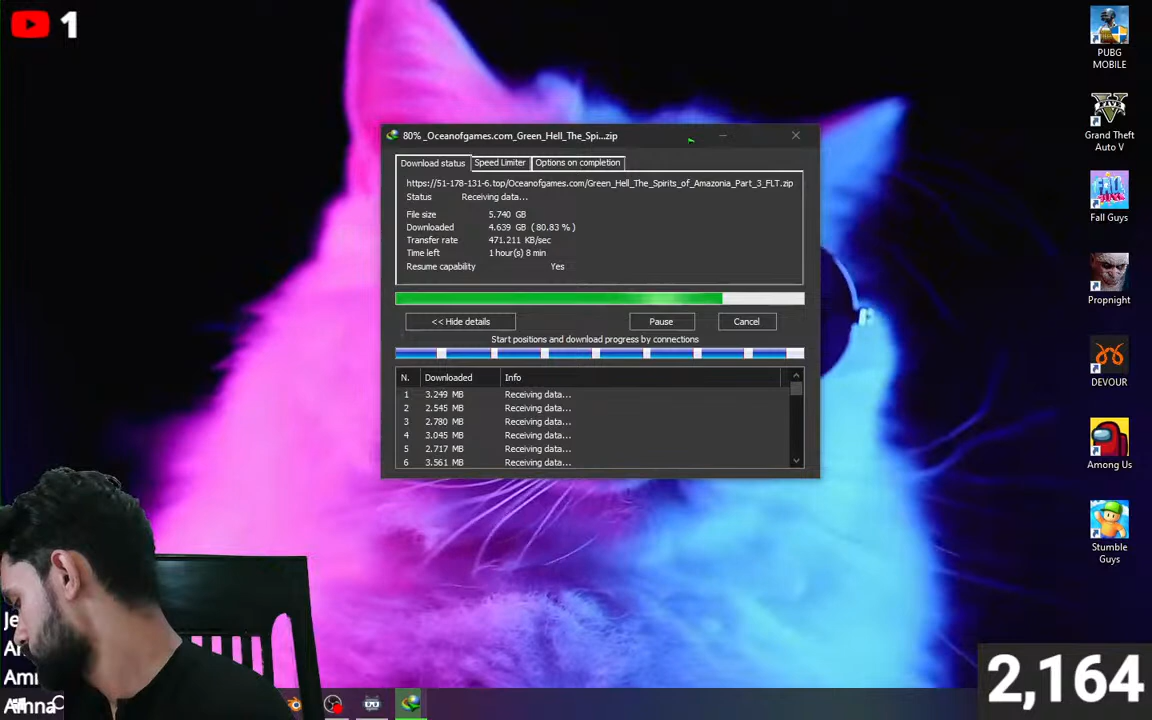 1
80% _Oceanofgames.com_Green_Hell_The_Spi...zip
Download status
Speed Limiter
Options on completion
https://51-178-131-6.top/Oceanofgames.com/Green_Hell_The_Spirits_of_Amazonia_Part_3_FLT.zip
Status Receiving data...
File size 5.740 GB
Downloaded 4.639 GB ( 80.83 % )
Transfer rate 471.211 KB/sec
Time left 1 hour(s) 8 min
Resume capability Yes
<< Hide details
Pause
Cancel
Start positions and download progress by connections
N. Downloaded Info
1 3.249 MB Receiving data...
2 2.545 MB Receiving data...
3 2.780 MB Receiving data...
4 3.045 MB Receiving data...
5 2.717 MB Receiving data...
6 3.561 MB Receiving data...
PUBG
MOBILE
Grand Theft
Auto V
Fall Guys
Propnight
DEVOUR
Among Us
Stumble
Guys
Amna
2,164